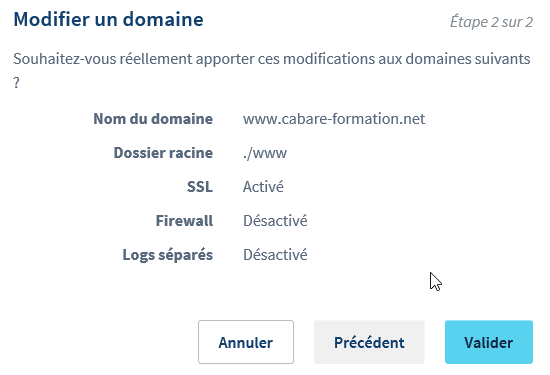 Modifier un domaine
Étape 2 sur 2
Souhaitez-vous réellement apporter ces modifications aux domaines suivants
?
Nom du domaine www.cabare-formation.net
Dossier racine ./www
SSL Activé
Firewall Désactivé
Logs séparés Désactivé
Annuler Précédent Valider